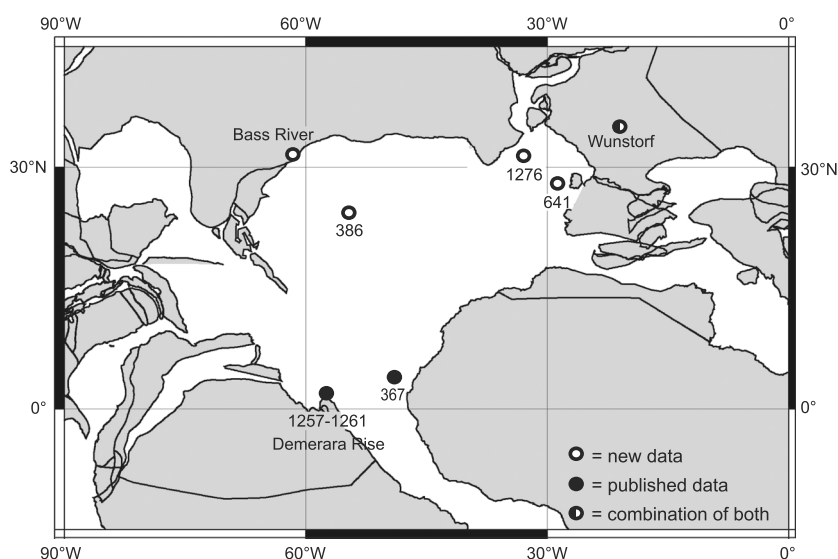 90°W 60°W 30°W 0°
Bass River
Wunstorf
30°N 30°N
1276
641
386
367
0° 0°
1257-1261
Demerara Rise
= new data
= published data
= combination of both
90°W 60°W 30°W 0°